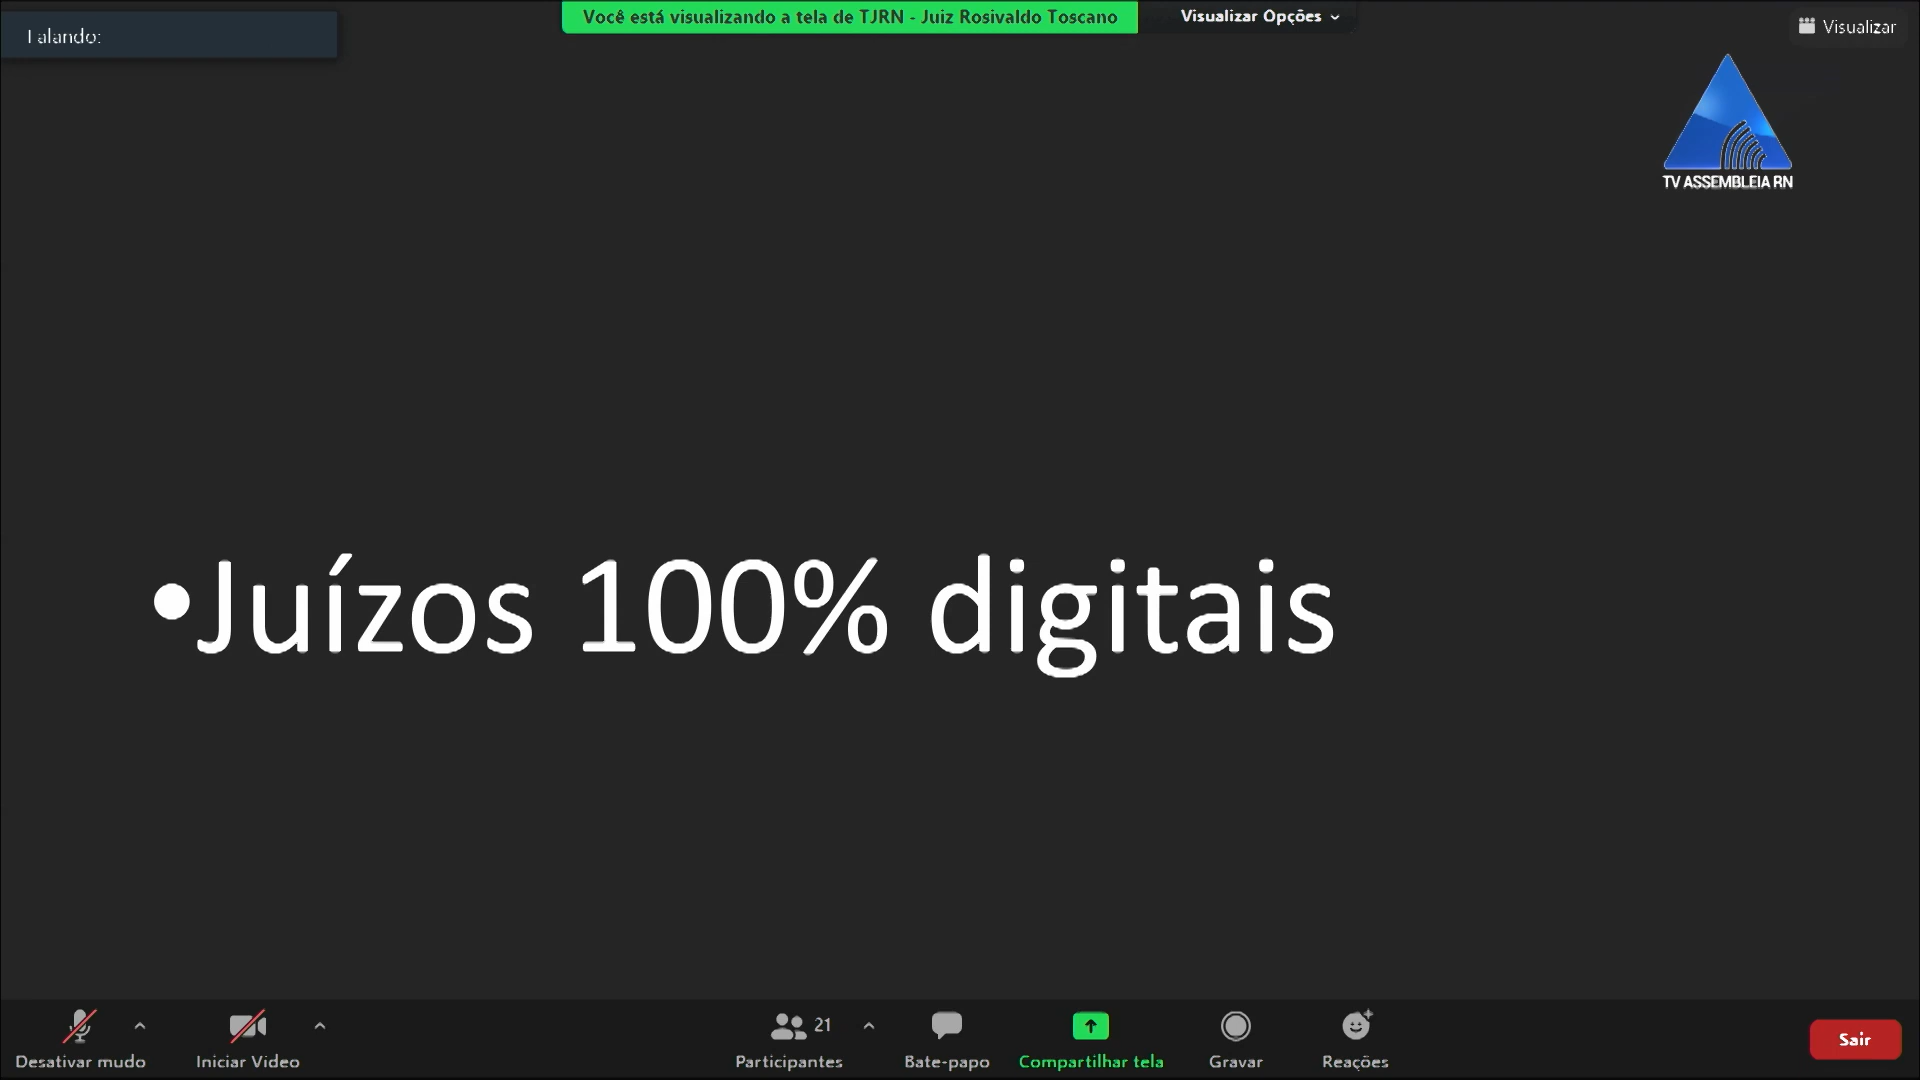 Você está visualizando a tela de TJRN - Juiz Rosivaldo Toscano
Visualizar Opções
Visualizar
Falando:
TV ASSEMBLEIA RN
•Juízos 100% digitais
Desativar mudo
Iniciar Vídeo
21
Participantes
Bate-papo
Compartilhar tela
Gravar
Reações
Sair